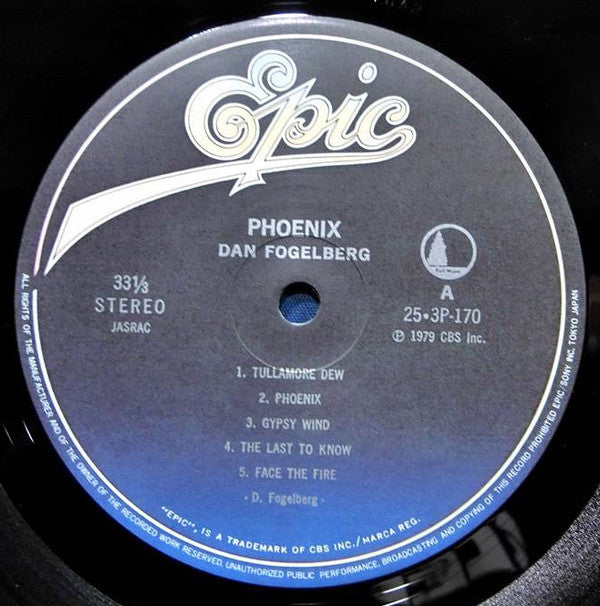 Epic
PHOENIX
DAN FOGELBERG
33⅓
STEREO
JASRAC
Full Moon
A
25•3P-170
Ⓟ 1979 CBS Inc.
1. TULLAMORE DEW
2. PHOENIX
3. GYPSY WIND
4. THE LAST TO KNOW
5. FACE THE FIRE
- D. Fogelberg -
"EPIC", IS A TRADEMARK OF CBS INC./MARCA REG.
ALL RIGHTS OF THE MANUFACTURER AND OF THE OWNER OF THE RECORDED WORK RESERVED. UNAUTHORIZED PUBLIC PERFORMANCE, BROADCASTING AND COPYING OF THIS RECORD PROHIBITED EPIC/SONY INC. TOKYO JAPAN